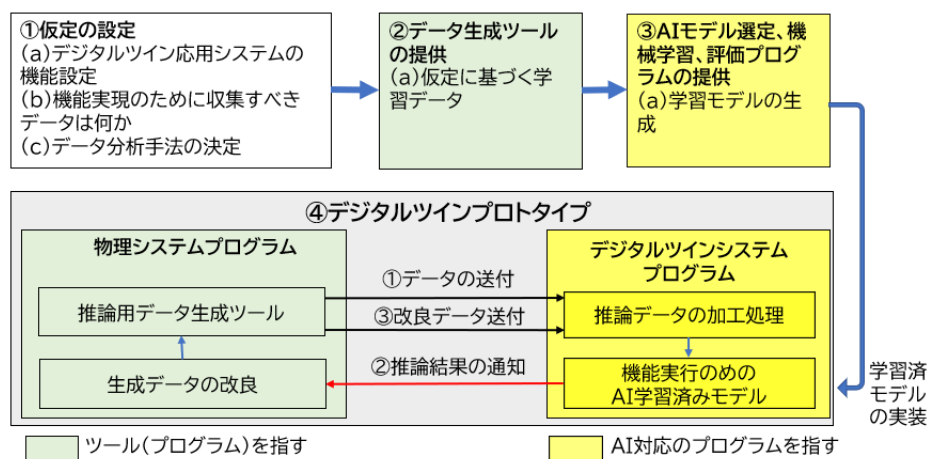 ①仮定の設定
(a)デジタルツイン応用システムの
機能設定
(b)機能実現のために収集すべき
データは何か
(c)データ分析手法の決定
②データ生成ツール
の提供
(a)仮定に基づく学
習データ
③AIモデル選定、機
械学習、評価プログ
ラムの提供
(a)学習モデルの生
成
④デジタルツインプロトタイプ
物理システムプログラム
推論用データ生成ツール
生成データの改良
①データの送付
③改良データ送付
②推論結果の通知
デジタルツインシステム
プログラム
推論データの加工処理
機能実行のめの
AI学習済みモデル
学習済
モデル
の実装
ツール(プログラム)を指す
AI対応のプログラムを指す